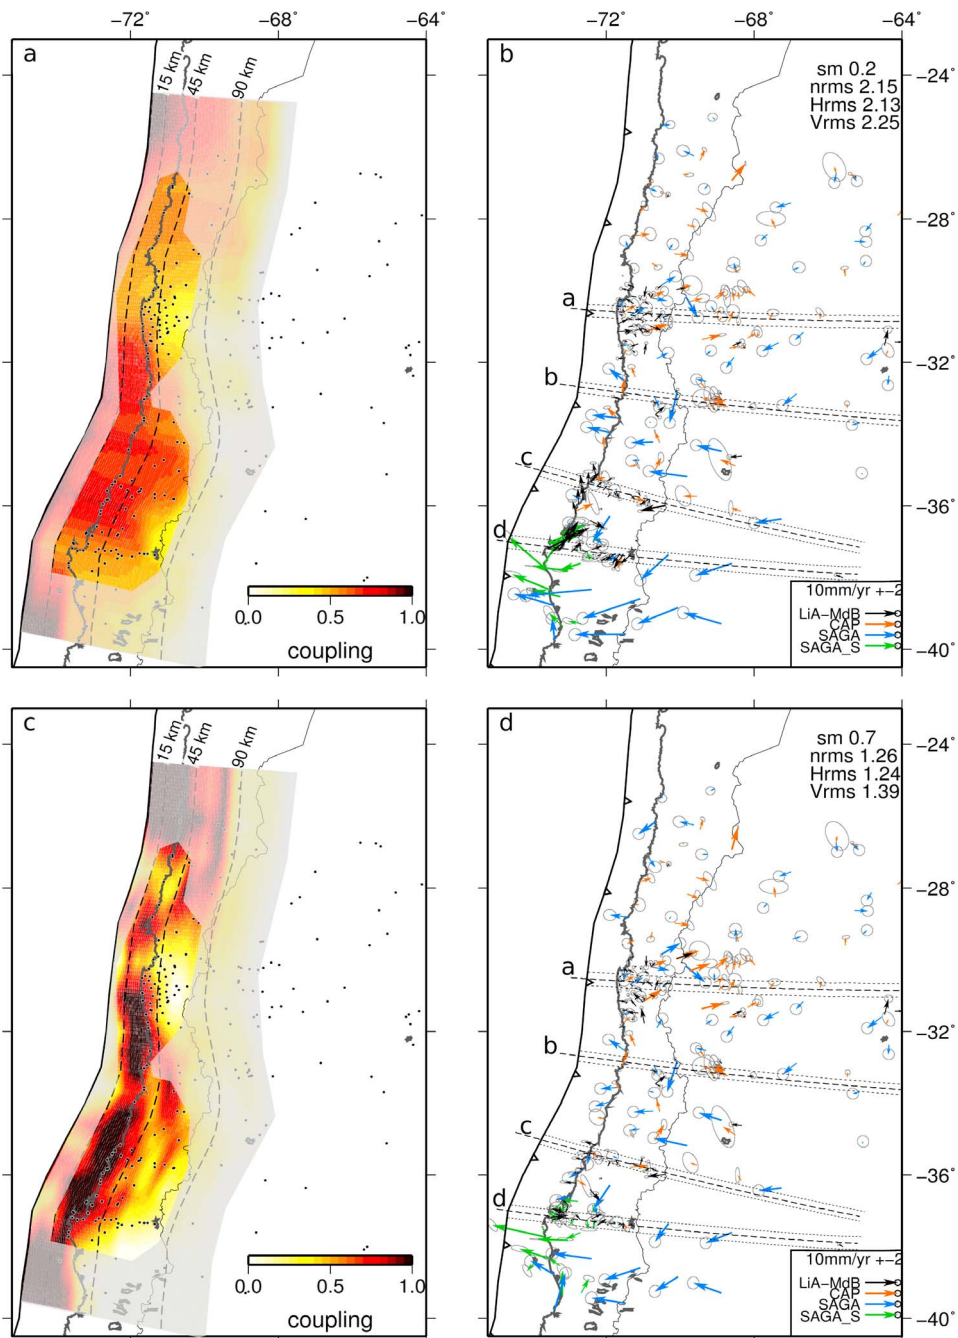 −72° −68° −64° −72° −68° −64°
a
15 km
45 km
90 km
0.0 0.5 1.0
coupling
b
sm 0.2
nrms 2.15
Hrms 2.13
Vrms 2.25
−24°
−28°
a
−32°
b
c
−36°
d
10mm/yr +−2
LiA−MdB
CAP
SAGA
SAGA_S
−40°
c
15 km
45 km
90 km
0.0 0.5 1.0
coupling
d
sm 0.7
nrms 1.26
Hrms 1.24
Vrms 1.39
−24°
−28°
a
−32°
b
c
−36°
d
10mm/yr +−2
LiA−MdB
CAP
SAGA
SAGA_S
−40°